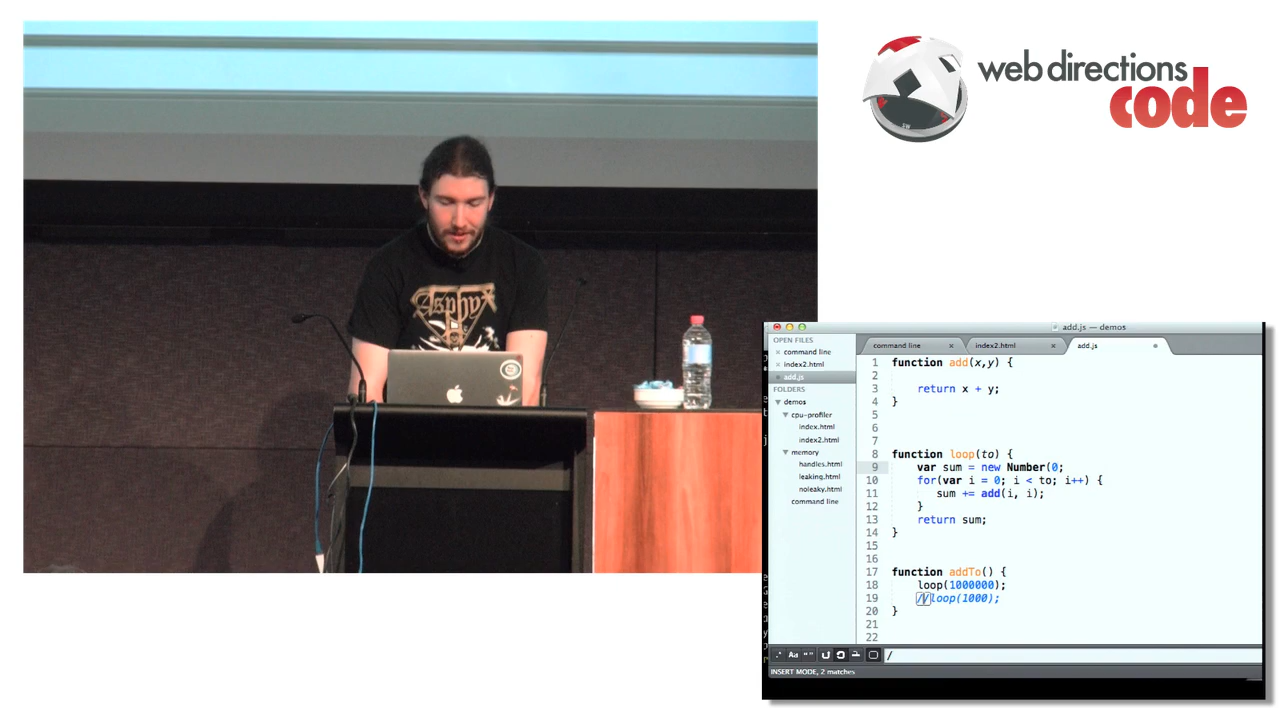 web directions
code
Asphyx
add.js — demos
OPEN FILES
command line
index2.html
add.js
FOLDERS
demos
cpu-profiler
index.html
index2.html
memory
handles.html
leaking.html
noleaky.html
command line
command line
index2.html
add.js
1 function add(x,y) {
2
3 return x + y;
4 }
5
6
7
8 function loop(to) {
9 var sum = new Number(0;
10 for(var i = 0; i < to; i++) {
11 sum += add(i, i);
12 }
13 return sum;
14 }
15
16
17 function addTo() {
18 loop(1000000);
19 //loop(1000);
20 }
21
22
.* Aa “”
/
INSERT MODE, 2 matches